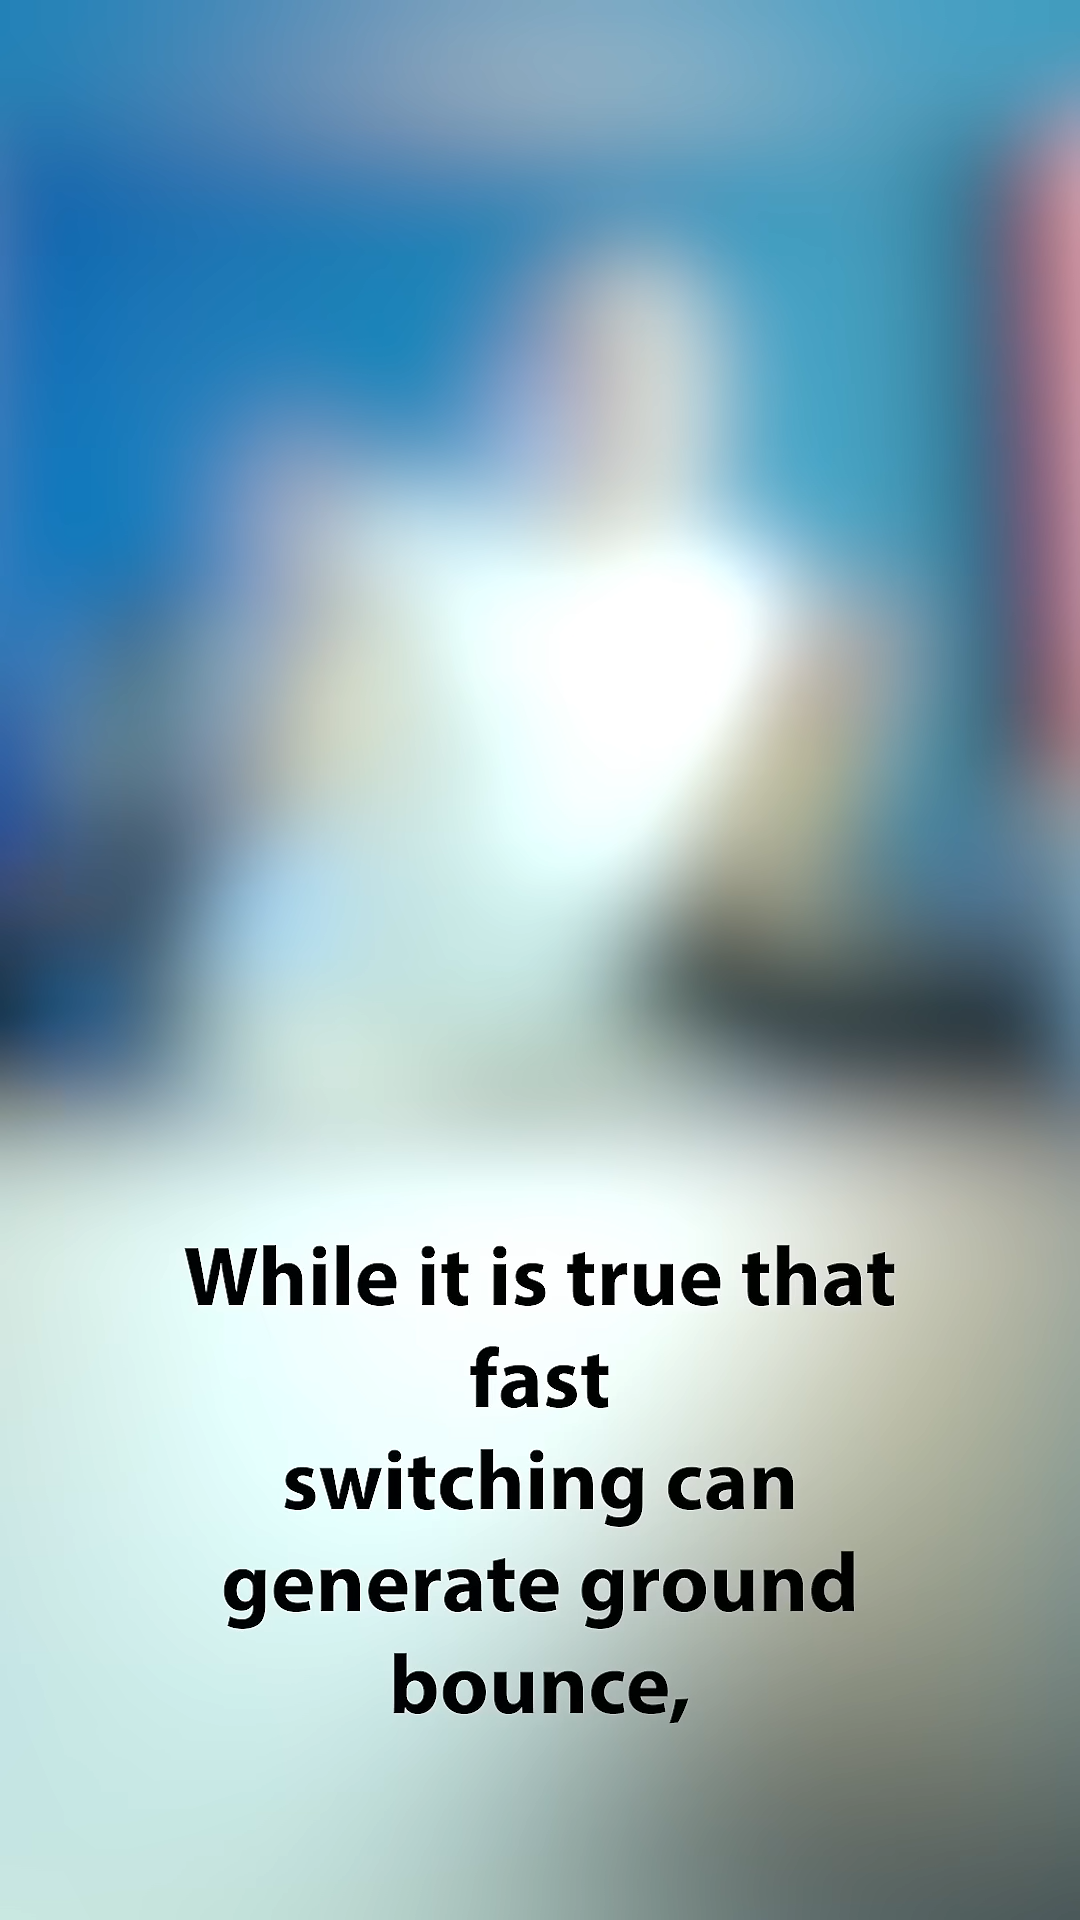 While it is true that
fast
switching can
generate ground
bounce,